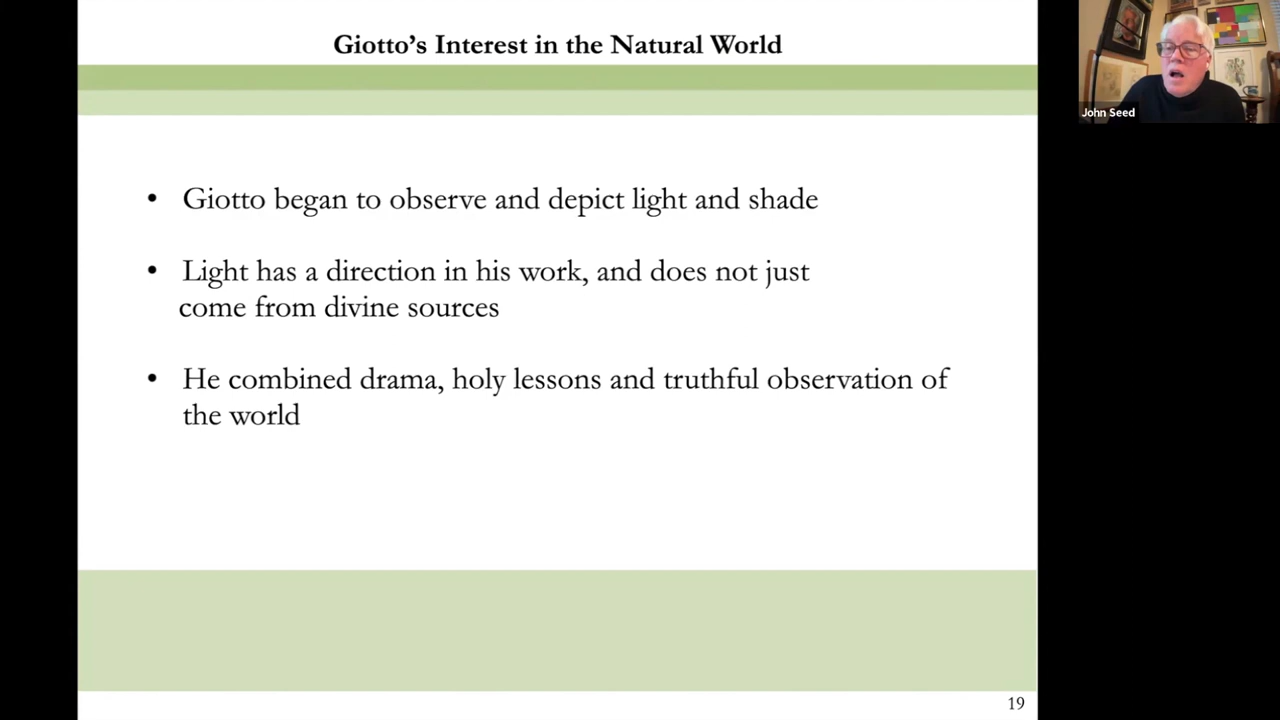 Giotto’s Interest in the Natural World
• Giotto began to observe and depict light and shade
• Light has a direction in his work, and does not just
come from divine sources
• He combined drama, holy lessons and truthful observation of
the world
19
John Seed